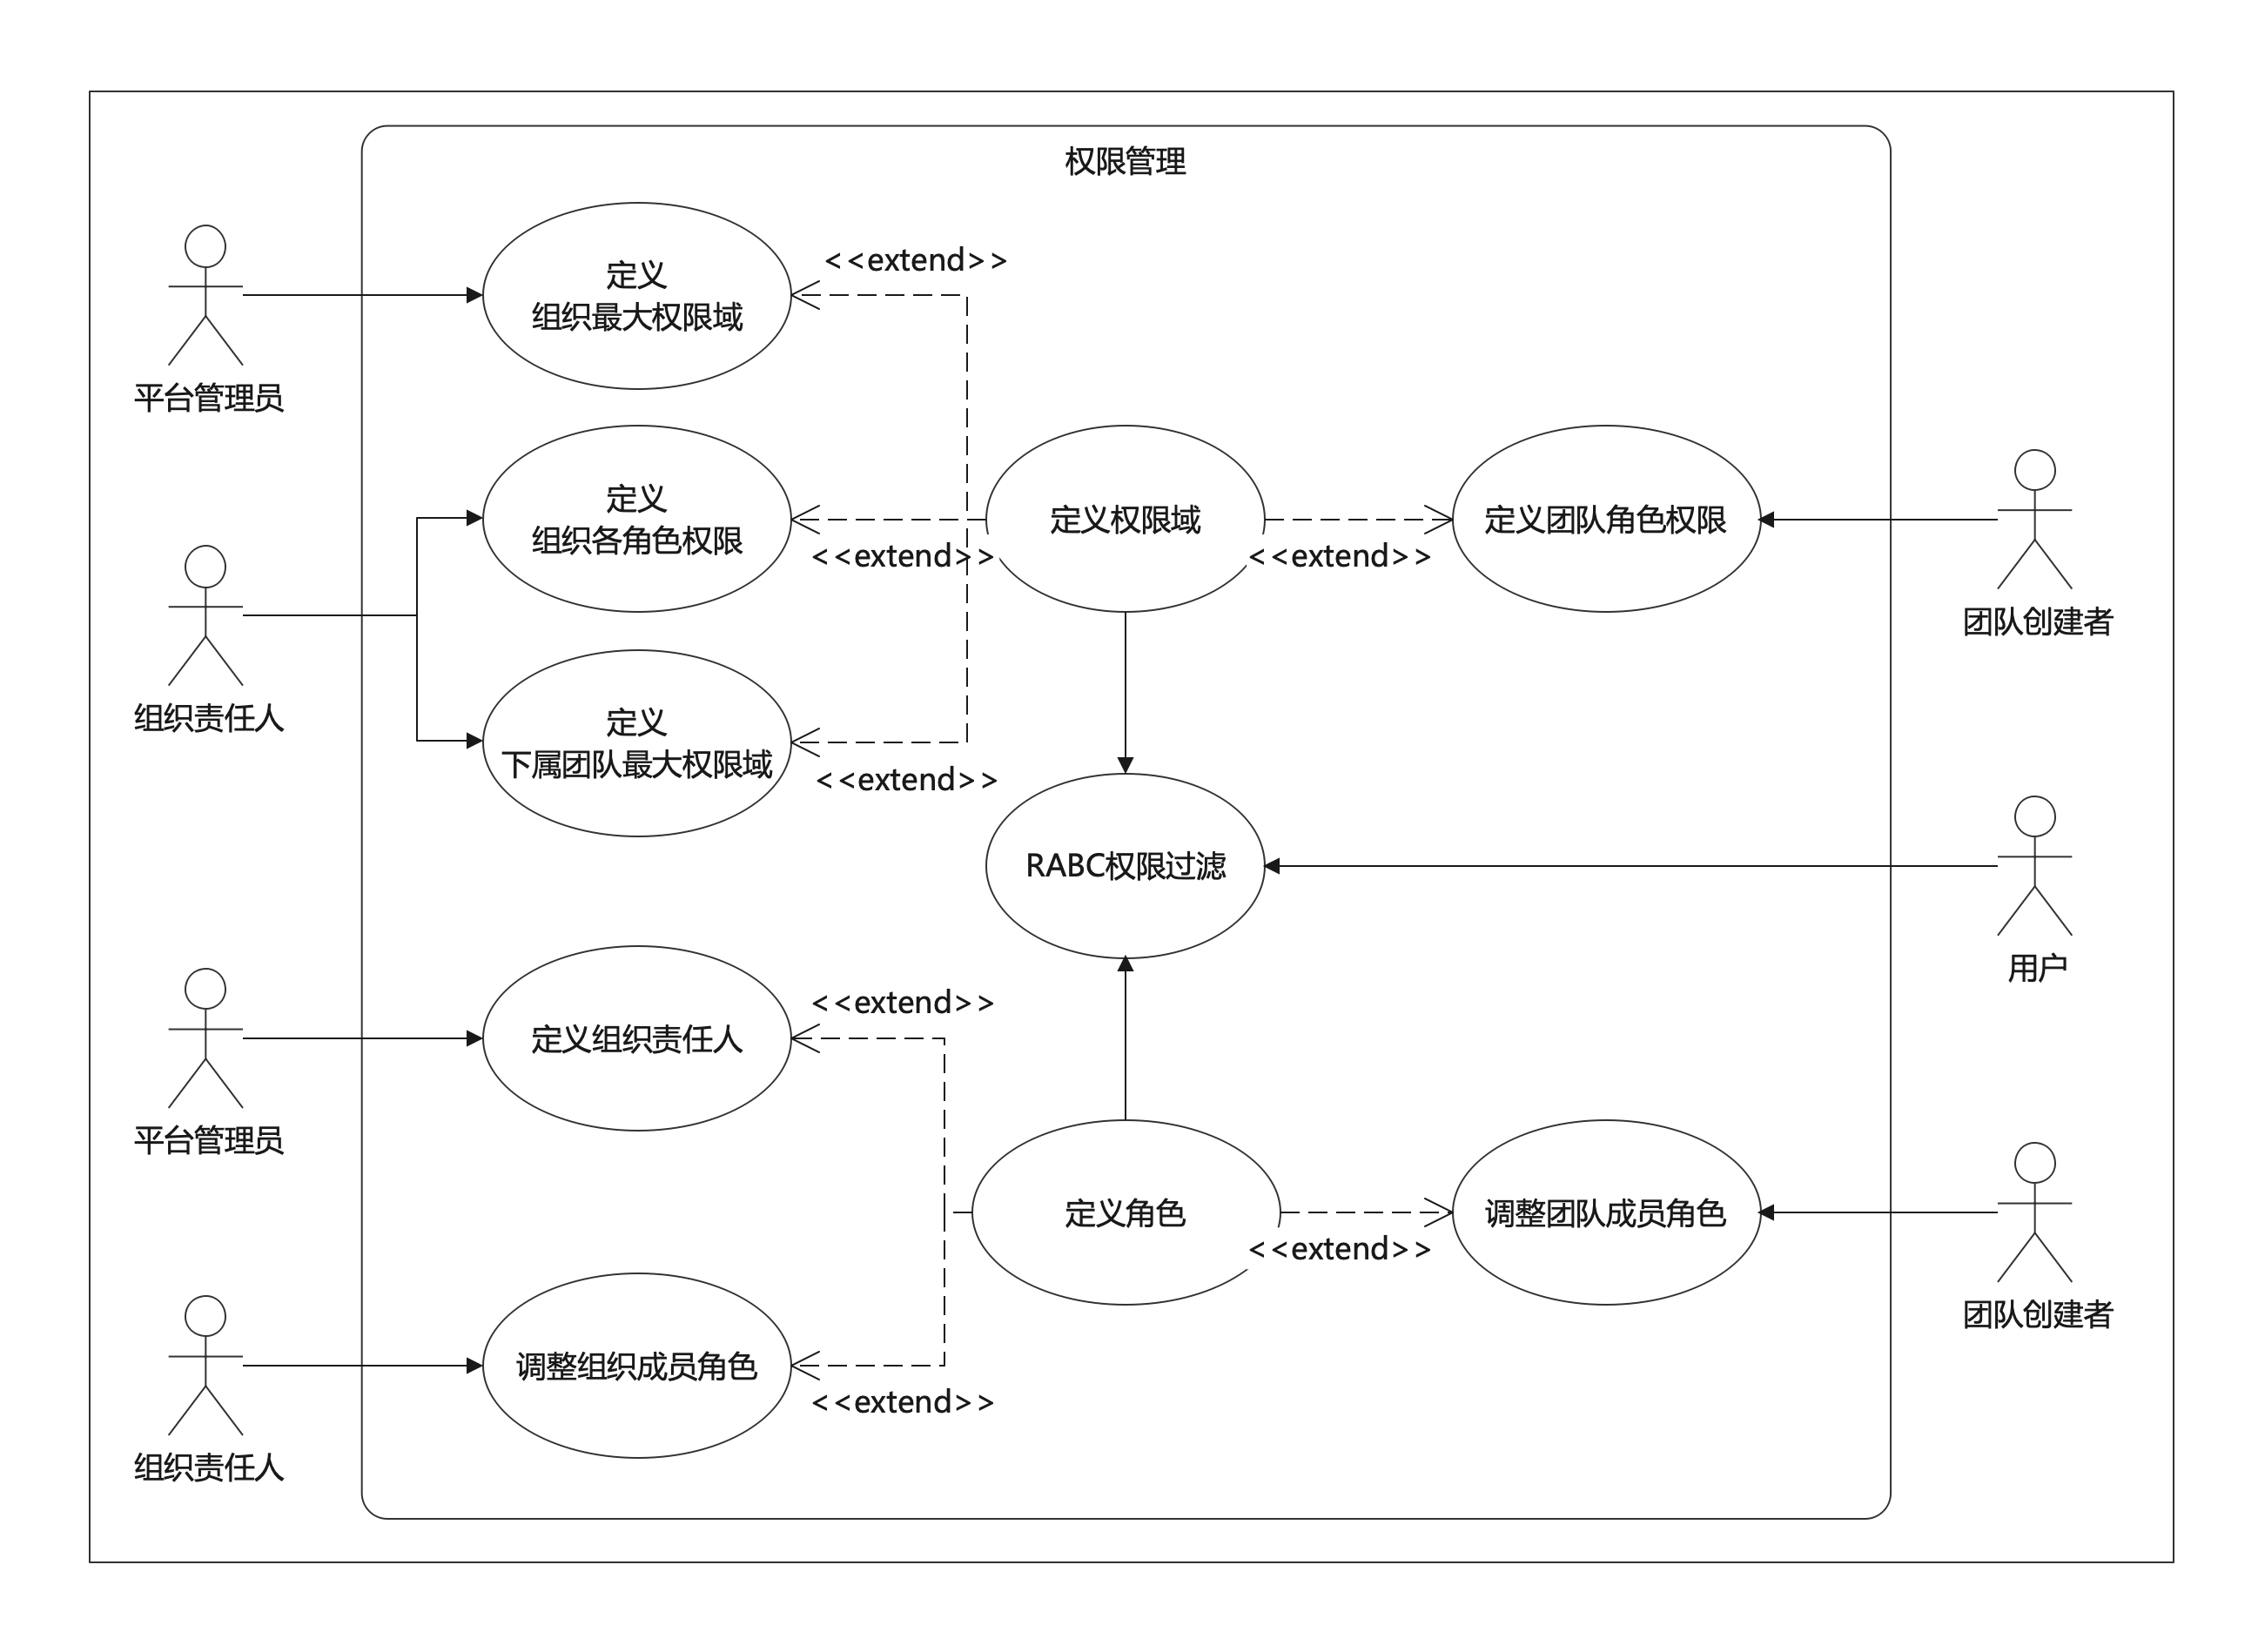 权限管理
定义
组织最大权限域
<<extend>>
平台管理员
定义
组织各角色权限
<<extend>>
定义权限域
<<extend>>
定义团队角色权限
团队创建者
组织责任人
定义
下属团队最大权限域
<<extend>>
RABC权限过滤
用户
平台管理员
定义组织责任人
<<extend>>
定义角色
<<extend>>
调整团队成员角色
团队创建者
组织责任人
调整组织成员角色
<<extend>>